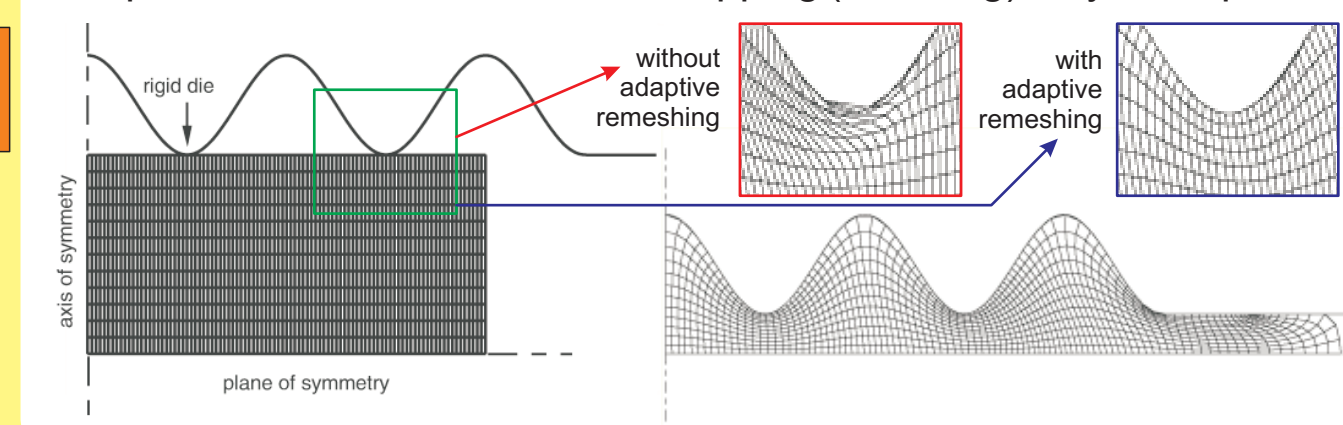 rigid die
without
adaptive
remeshing
with
adaptive
remeshing
axis of symmetry
plane of symmetry